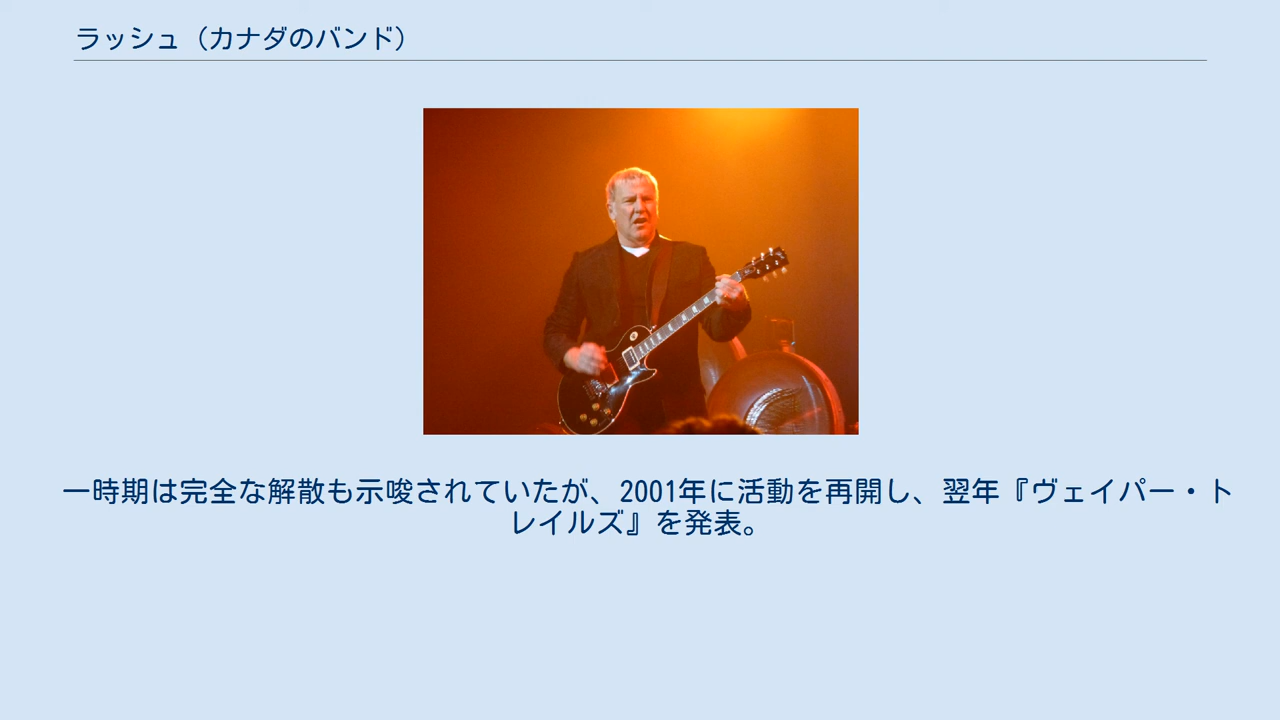 ラッシュ（カナダのバンド）
一時期は完全な解散も示唆されていたが、2001年に活動を再開し、翌年『ヴェイパー・ト
レイルズ』を発表。